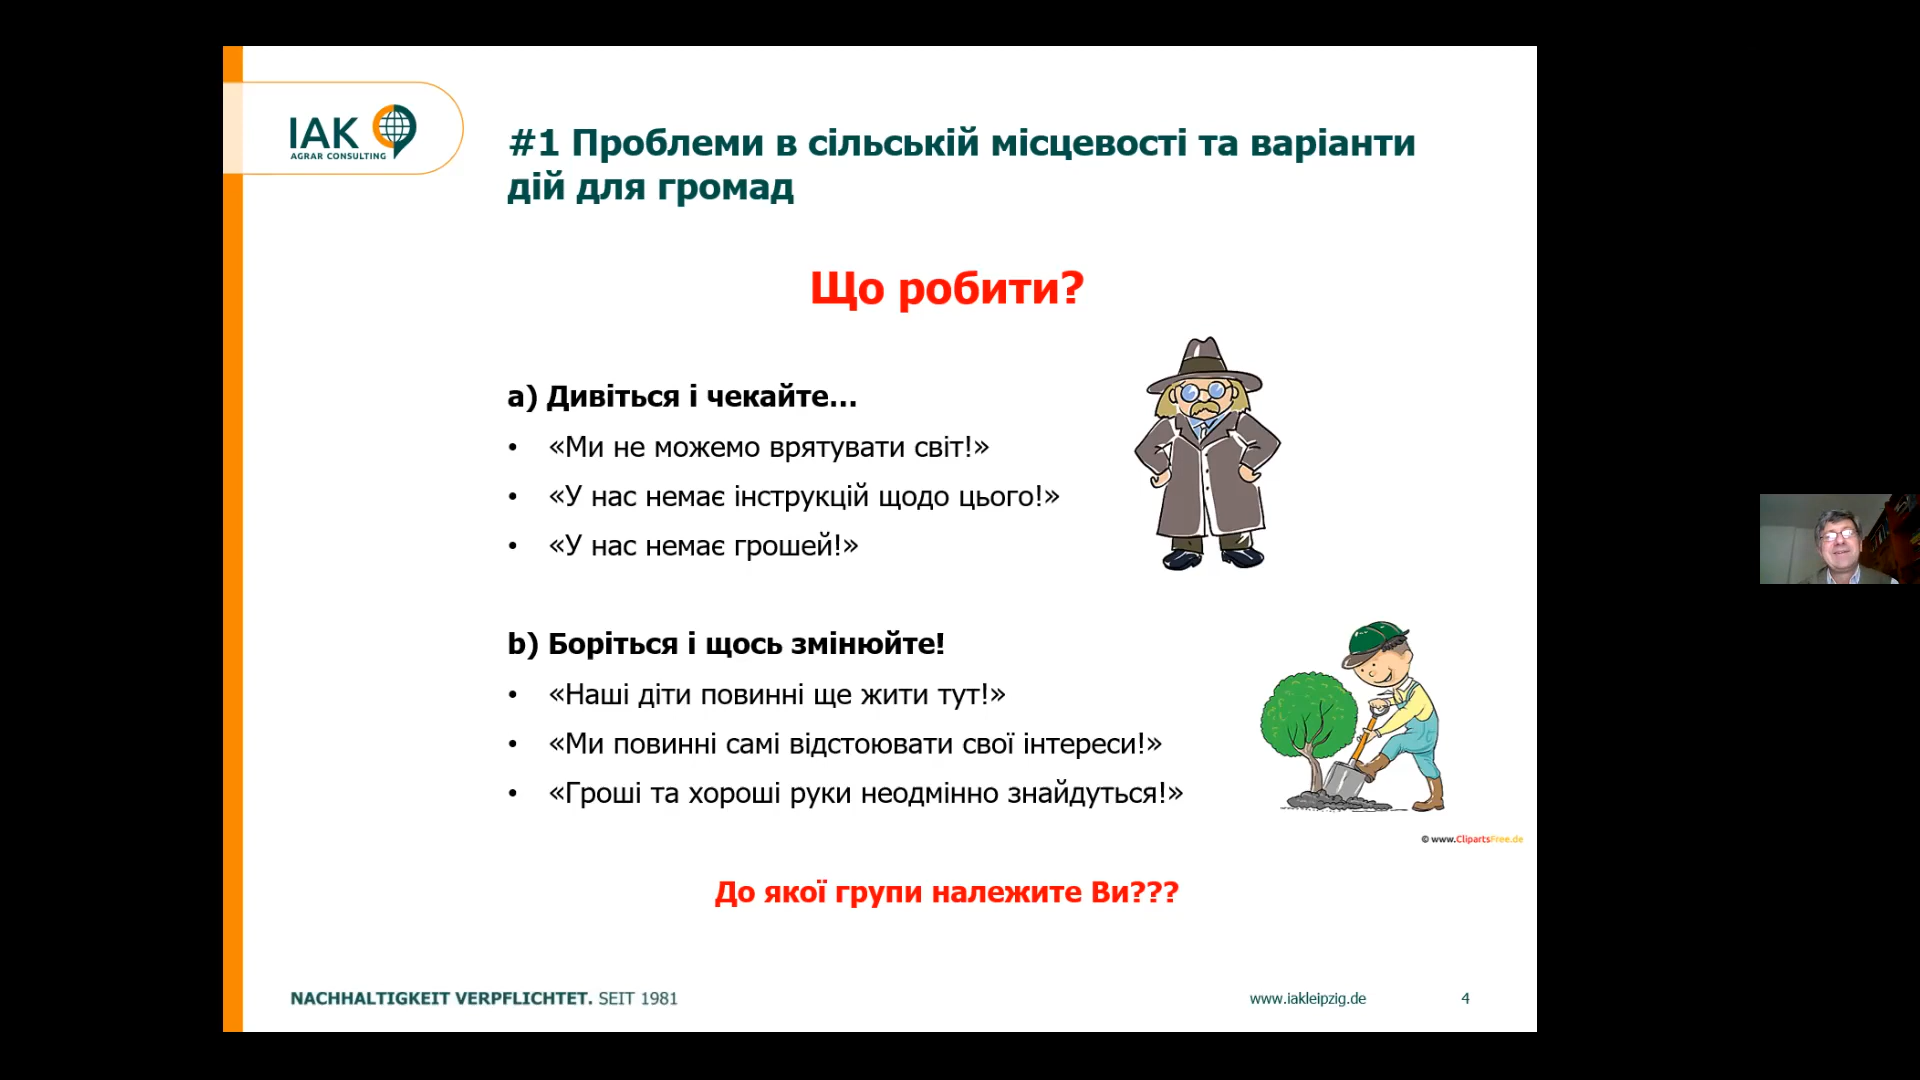 IAK
AGRAR CONSULTING
#1 Проблеми в сільській місцевості та варіанти
дій для громад
Що робити?
a) Дивіться і чекайте...
• «Ми не можемо врятувати світ!»
• «У нас немає інструкцій щодо цього!»
• «У нас немає грошей!»
b) Боріться і щось змінюйте!
• «Наші діти повинні ще жити тут!»
• «Ми повинні самі відстоювати свої інтереси!»
• «Гроші та хороші руки неодмінно знайдуться!»
© www.ClipartsFree.de
До якої групи належите Ви???
NACHHALTIGKEIT VERPFLICHTET. SEIT 1981
www.iakleipzig.de
4